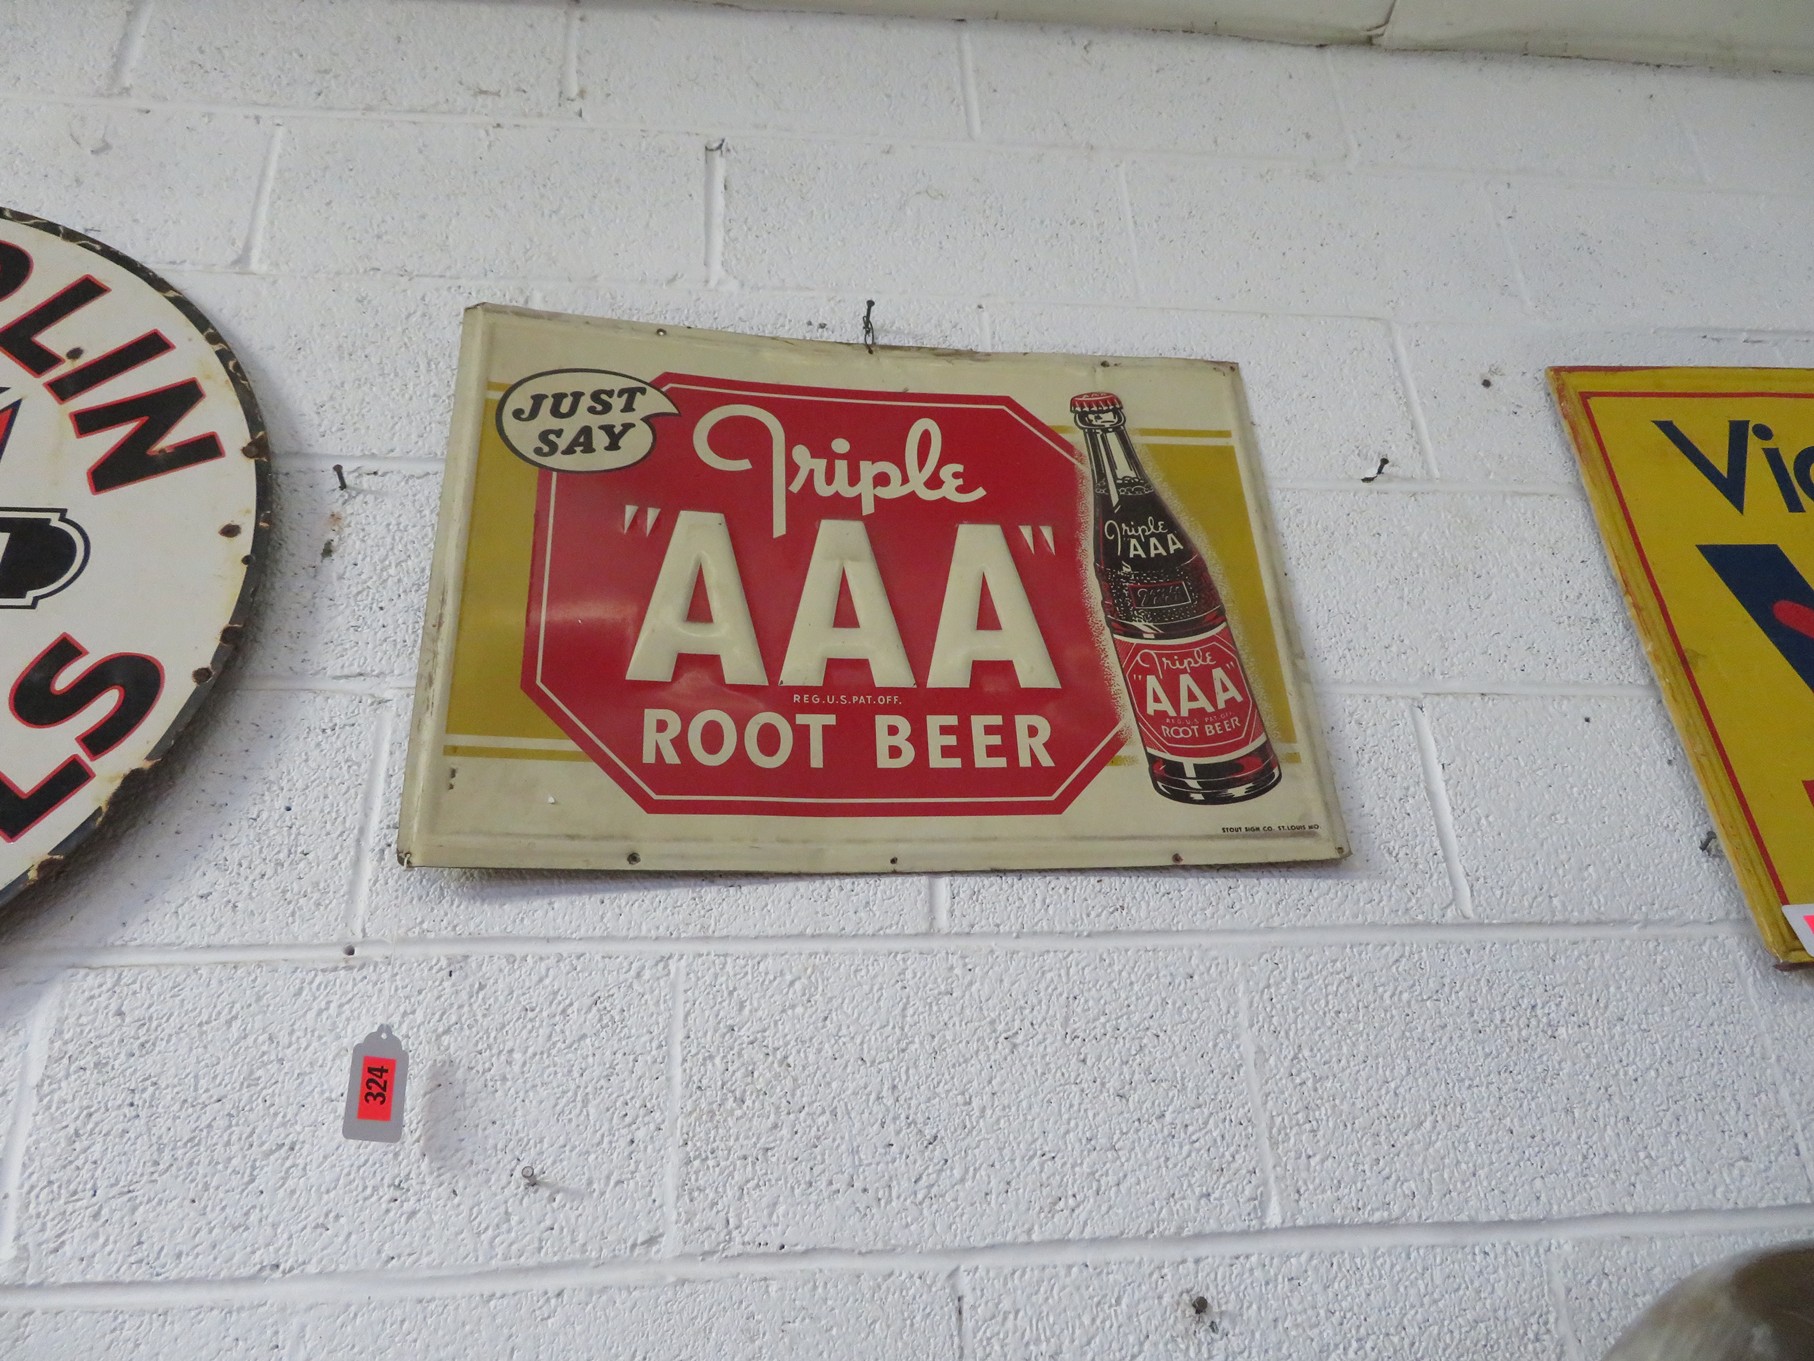 JUST
SAY
Triple
"AAA"
REG.U.S.PAT.OFF.
ROOT BEER
Triple
"AAA"
Triple
"AAA"
REG. U.S. PAT. OFF.
ROOT BEER
STOUT SIGN CO. ST. LOUIS MO.
324
LIN
LS
Vi